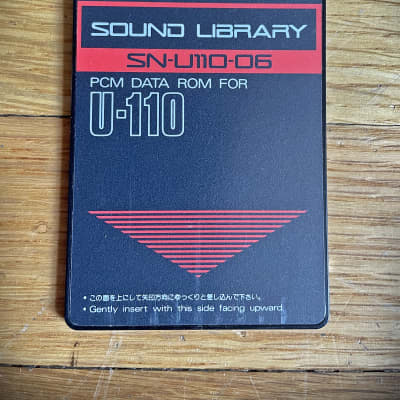 SOUND LIBRARY
SN-U110-06
PCM DATA ROM FOR
U-110
• この面を上にして矢印方向にゆっくりと差し込んで下さい。
• Gently insert with this side facing upward.